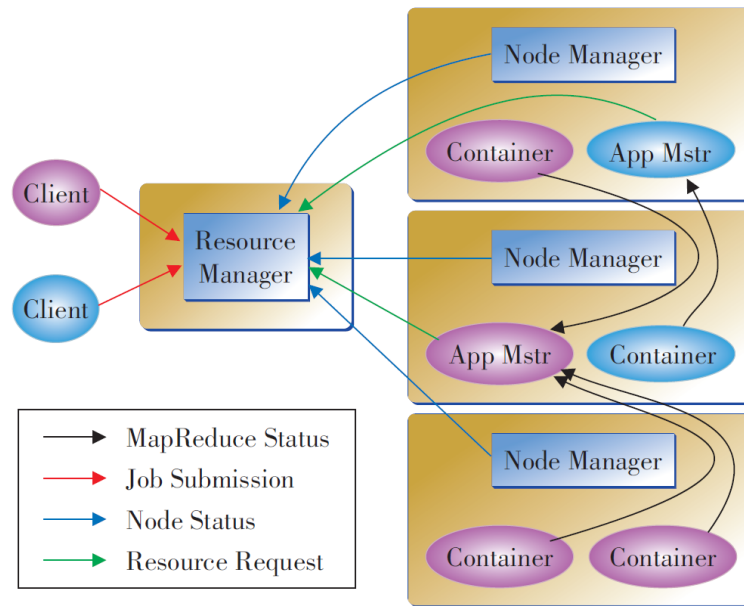 Node Manager
Container
App Mstr
Client
Resource
Manager
Node Manager
Client
App Mstr
Container
MapReduce Status
Job Submission
Node Status
Resource Request
Node Manager
Container
Container